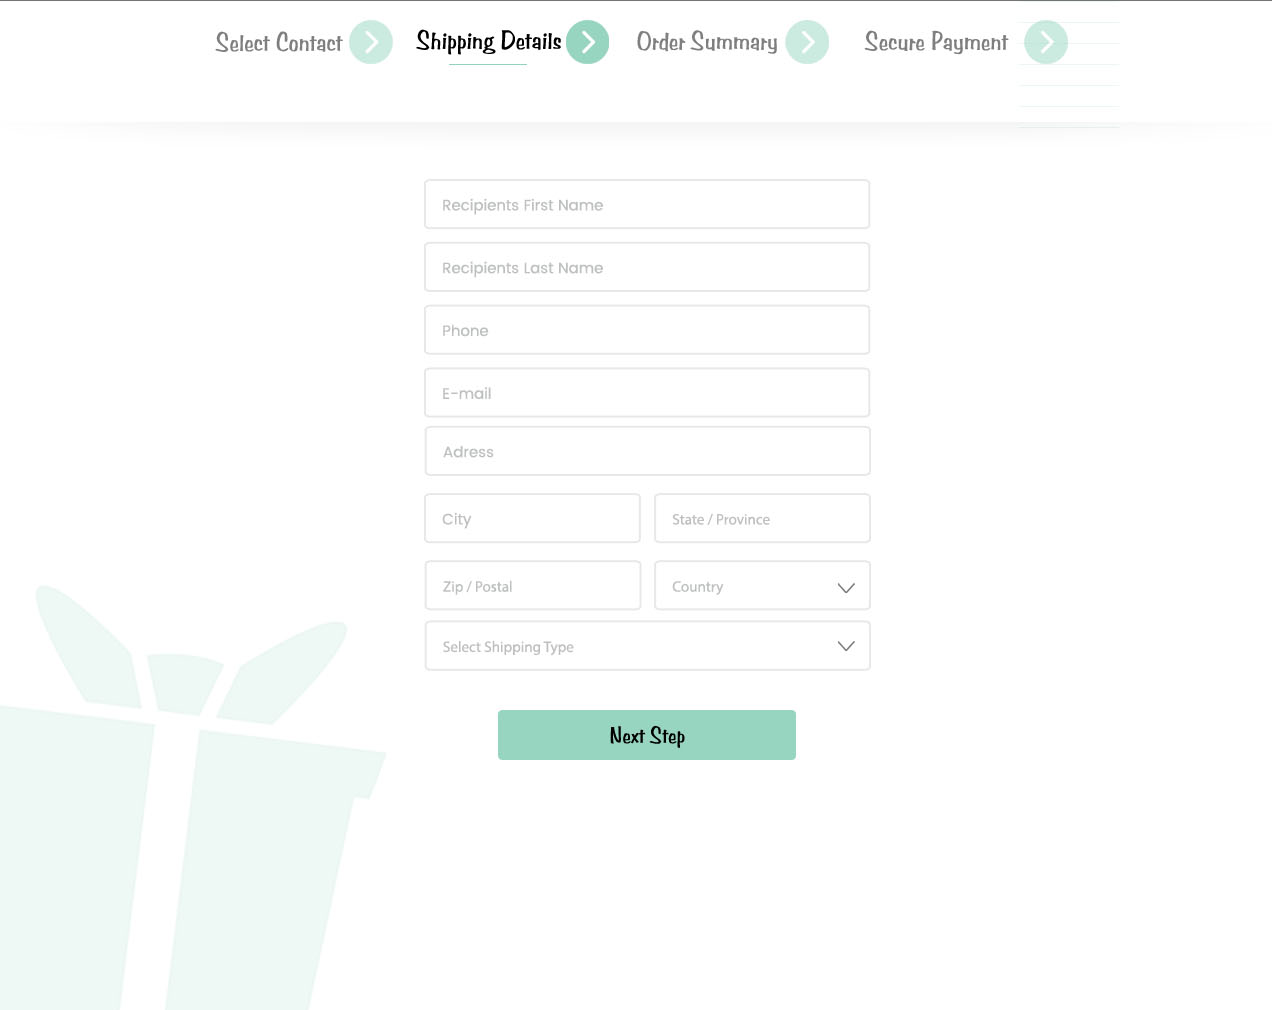 Select Contact Shipping Details Order Summary Secure Payment
Recipients First Name
Recipients Last Name
Phone
E-mail
Adress
City State / Province
Zip / Postal Country
Select Shipping Type
Next Step